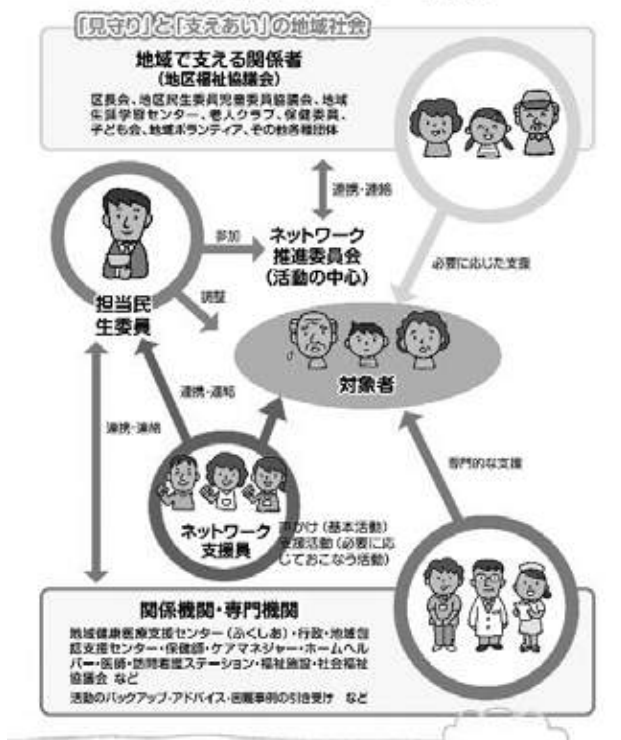 「見守り」と「支えあい」の地域社会
地域で支える関係者
(地区福祉協議会)
区長会、地区民生委員児童委員協議会、地域
生涯学習センター、老人クラブ、保健委員、
子ども会、地域ボランティア、その他各種団体
連携・連絡
参加
ネットワーク
推進委員会
(活動の中心)
必要に応じた支援
担当民
生委員
調整
対象者
連携・連絡
連携・連絡
専門的な支援
ネットワーク
支援員
声かけ(基本活動)
支援活動(必要に応
じておこなう活動)
関係機関・専門機関
地域健康医療支援センター(ふくしあ)・行政・地域包
括支援センター・保健師・ケアマネジャー・ホームヘル
パー・医師・訪問看護ステーション・福祉施設・社会福祉
協議会 など
活動のバックアップ・アドバイス・困難事例の引き受け など